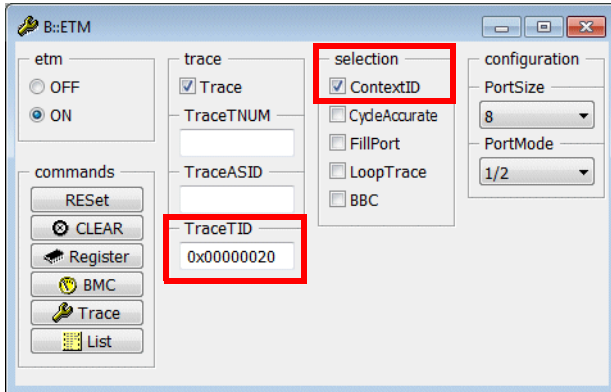 B::ETM
etm
OFF
ON
commands
RESet
CLEAR
Register
BMC
Trace
List
trace
Trace
TraceTNUM
TraceASID
TraceTID
0x00000020
selection
ContextID
CycleAccurate
FillPort
LoopTrace
BBC
configuration
PortSize
8
PortMode
1/2